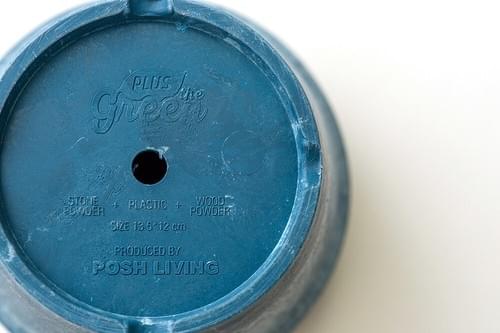 PLUS the
Green
STONE POWDER + PLASTIC + WOOD POWDER
SIZE 13.5*12 cm
PRODUCED BY
POSH LIVING